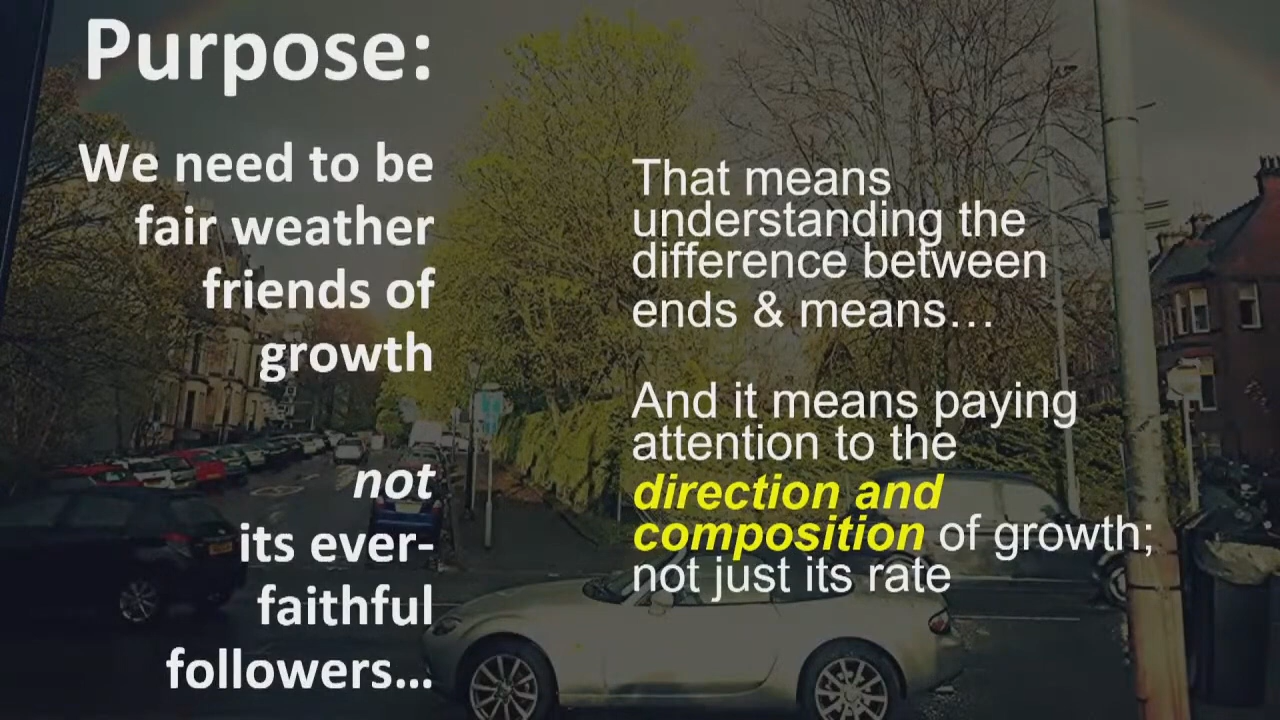 Purpose:
We need to be
fair weather
friends of
growth
not
its ever-
faithful
followers...
That means
understanding the
difference between
ends & means…
And it means paying
attention to the
direction and
composition of growth;
not just its rate